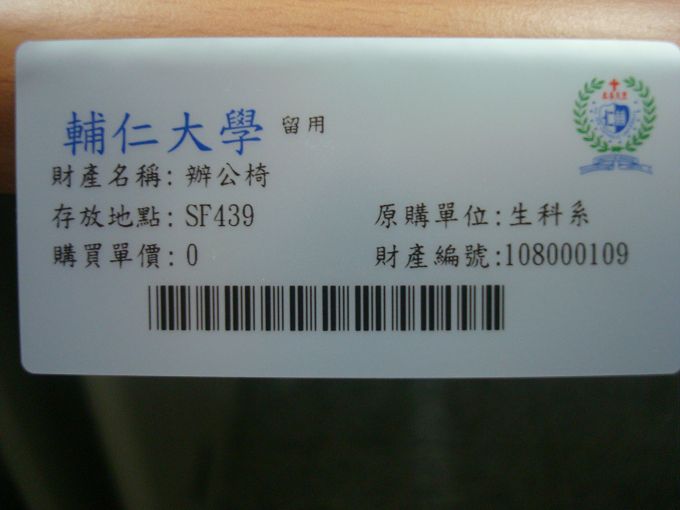 輔仁大學 留用
財產名稱: 辦公椅
存放地點: SF439 原購單位: 生科系
購買單價: 0 財產編號:108000109